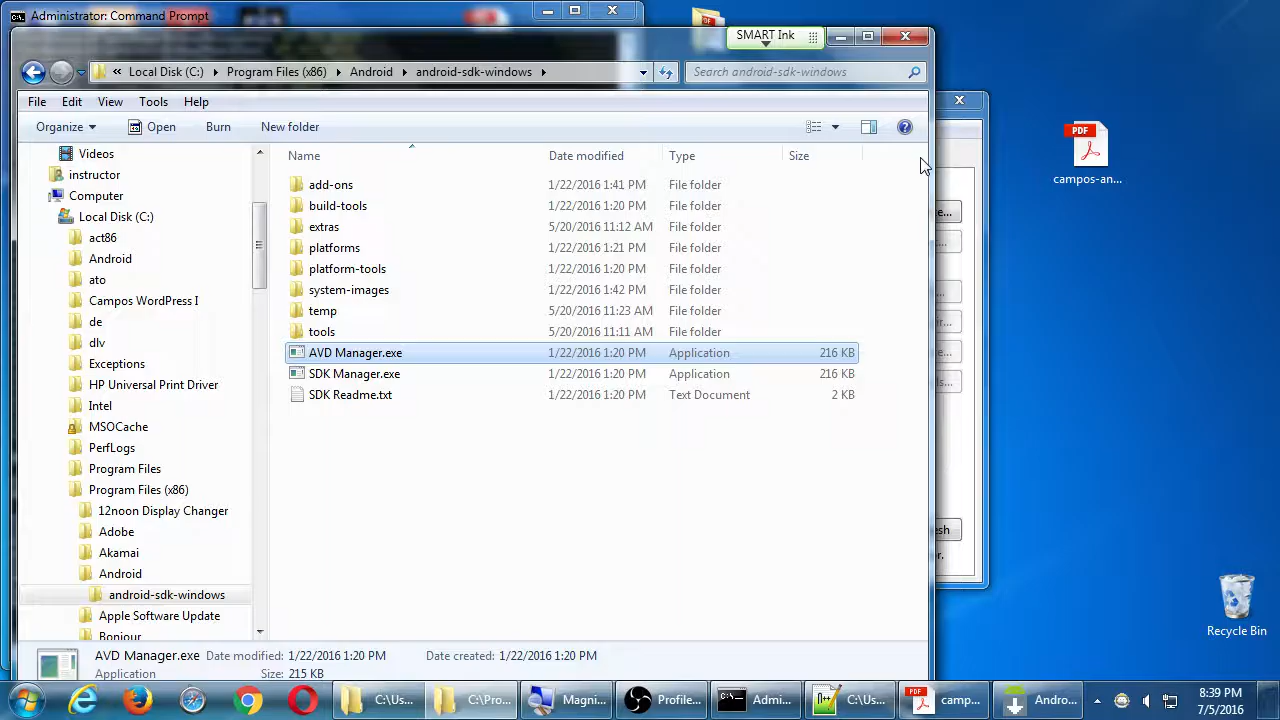 Administrator: Command Prompt
SMART Ink
« Local Disk (C:) Program Files (x86) Android android-sdk-windows
Search android-sdk-windows
File Edit View Tools Help
Organize Open Burn New folder
Name Date modified Type Size
Videos
instructor
Computer
Local Disk (C:)
act86
Android
ato
Campos WordPress I
de
dlv
Exceptions
HP Universal Print Driver
Intel
MSOCache
PerfLogs
Program Files
Program Files (x86)
12noon Display Changer
Adobe
Akamai
Android
android-sdk-windows
Apple Software Update
Bonjour
add-ons 1/22/2016 1:41 PM File folder
build-tools 1/22/2016 1:20 PM File folder
extras 5/20/2016 11:12 AM File folder
platforms 1/22/2016 1:21 PM File folder
platform-tools 1/22/2016 1:20 PM File folder
system-images 1/22/2016 1:42 PM File folder
temp 5/20/2016 11:23 AM File folder
tools 5/20/2016 11:11 AM File folder
AVD Manager.exe 1/22/2016 1:20 PM Application 216 KB
SDK Manager.exe 1/22/2016 1:20 PM Application 216 KB
SDK Readme.txt 1/22/2016 1:20 PM Text Document 2 KB
AVD Manager.exe Date modified: 1/22/2016 1:20 PM Date created: 1/22/2016 1:20 PM
Application Size: 215 KB
PDF
campos-an...
Recycle Bin
C:\Us... C:\Pro... Magni... Profile... Admi... C:\Us... PDF camp... Andro...
8:39 PM
7/5/2016